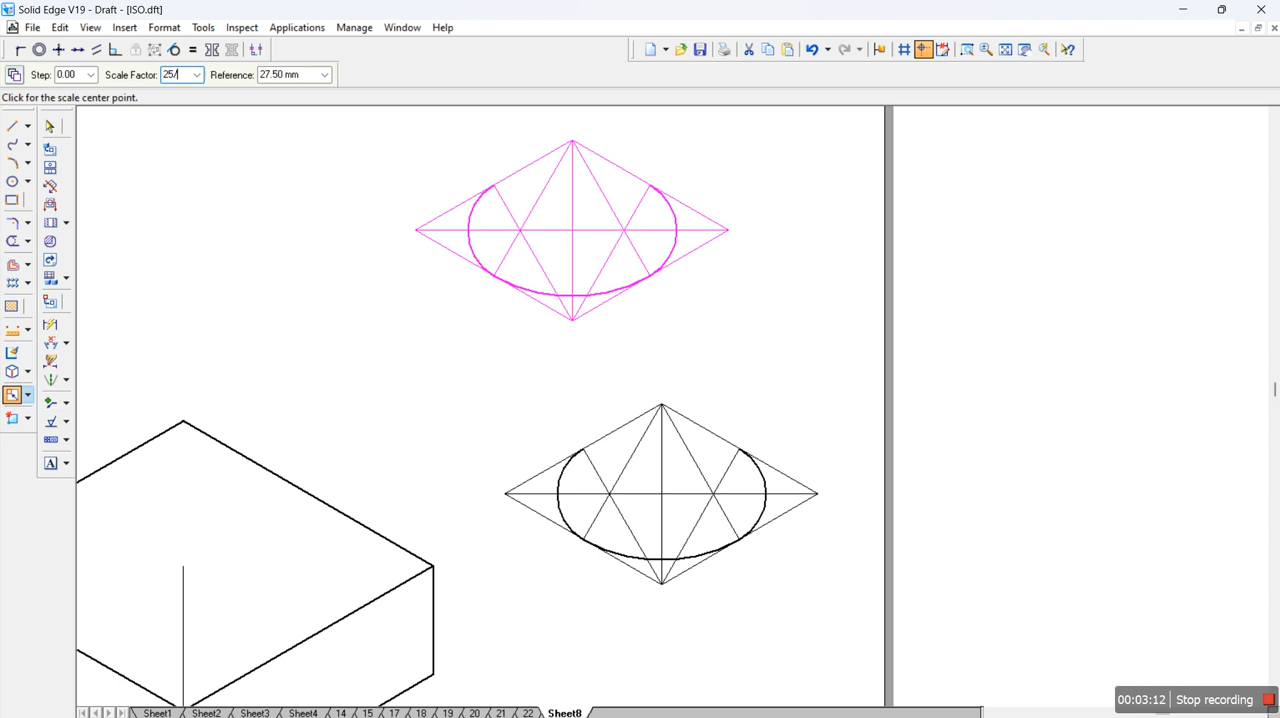 Solid Edge V19 - Draft - [ISO.dft]
File Edit View Insert Format Tools Inspect Applications Manage Window Help
Step: 0.00 Scale Factor: 25/ Reference: 27.50 mm
Click for the scale center point.
A
00:03:12 Stop recording
Sheet1 Sheet2 Sheet3 Sheet4 14 15 17 18 19 20 21 22 Sheet8